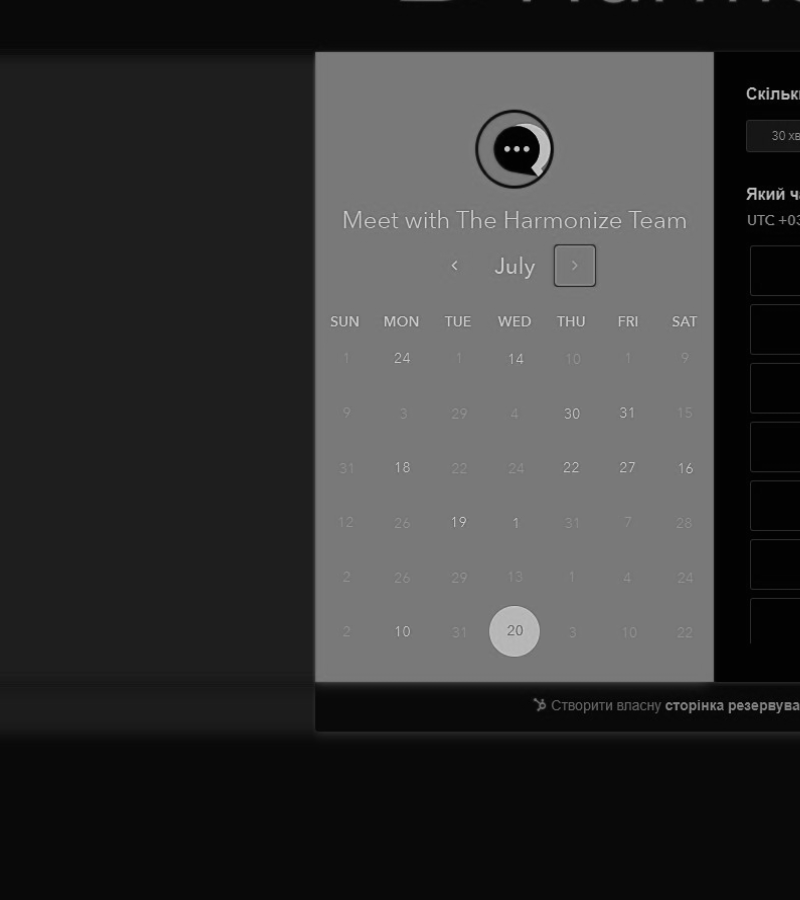 Скільк
30 хв
Meet with The Harmonize Team
Який ч
UTC +03
July
SUN MON TUE WED THU FRI SAT
1 24 1 14 10 1 9
9 3 29 4 30 31 15
31 18 22 24 22 27 16
12 26 19 1 31 7 28
2 26 29 13 1 4 24
2 10 31 20 3 10 22
Створити власну сторінка резервува